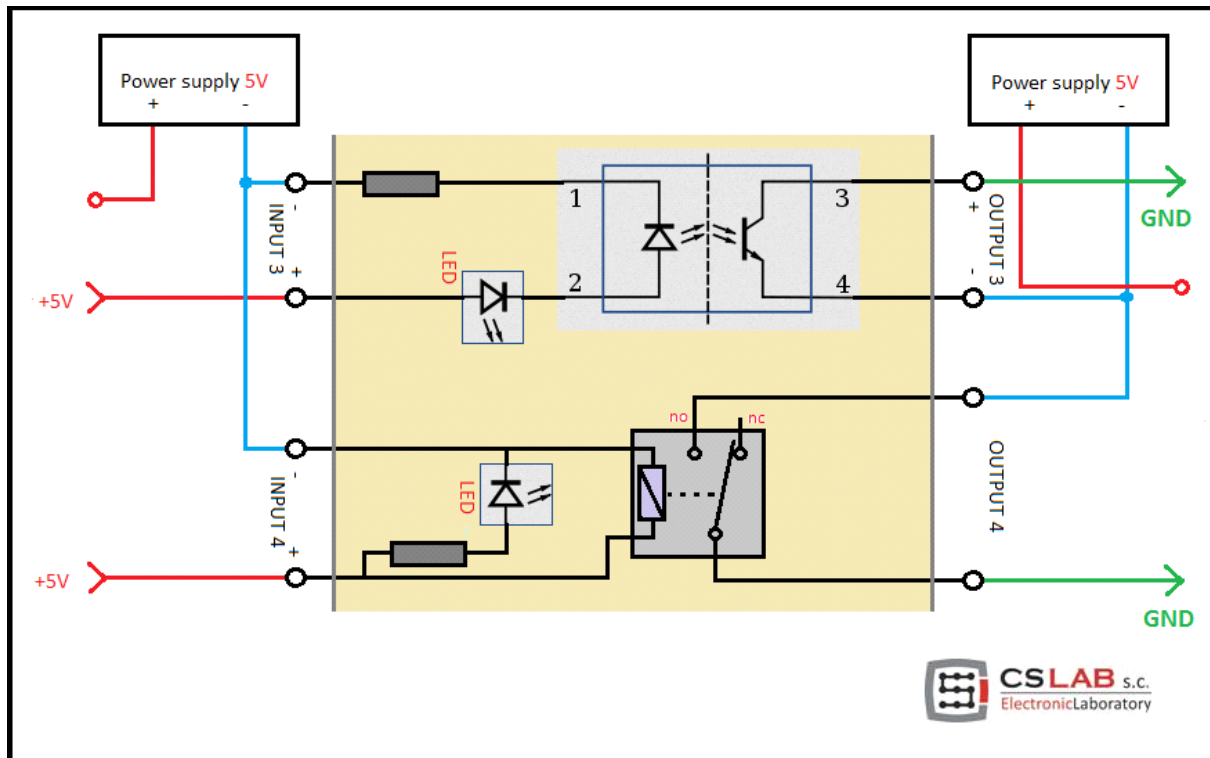 Power supply 5V
+ -
Power supply 5V
+ -
- INPUT 3 +
+5V
LED
1
2
3
4
+ OUTPUT 3 -
GND
no
nc
- INPUT 4 +
+5V
LED
OUTPUT 4
GND
CSLAB s.c.
ElectronicLaboratory